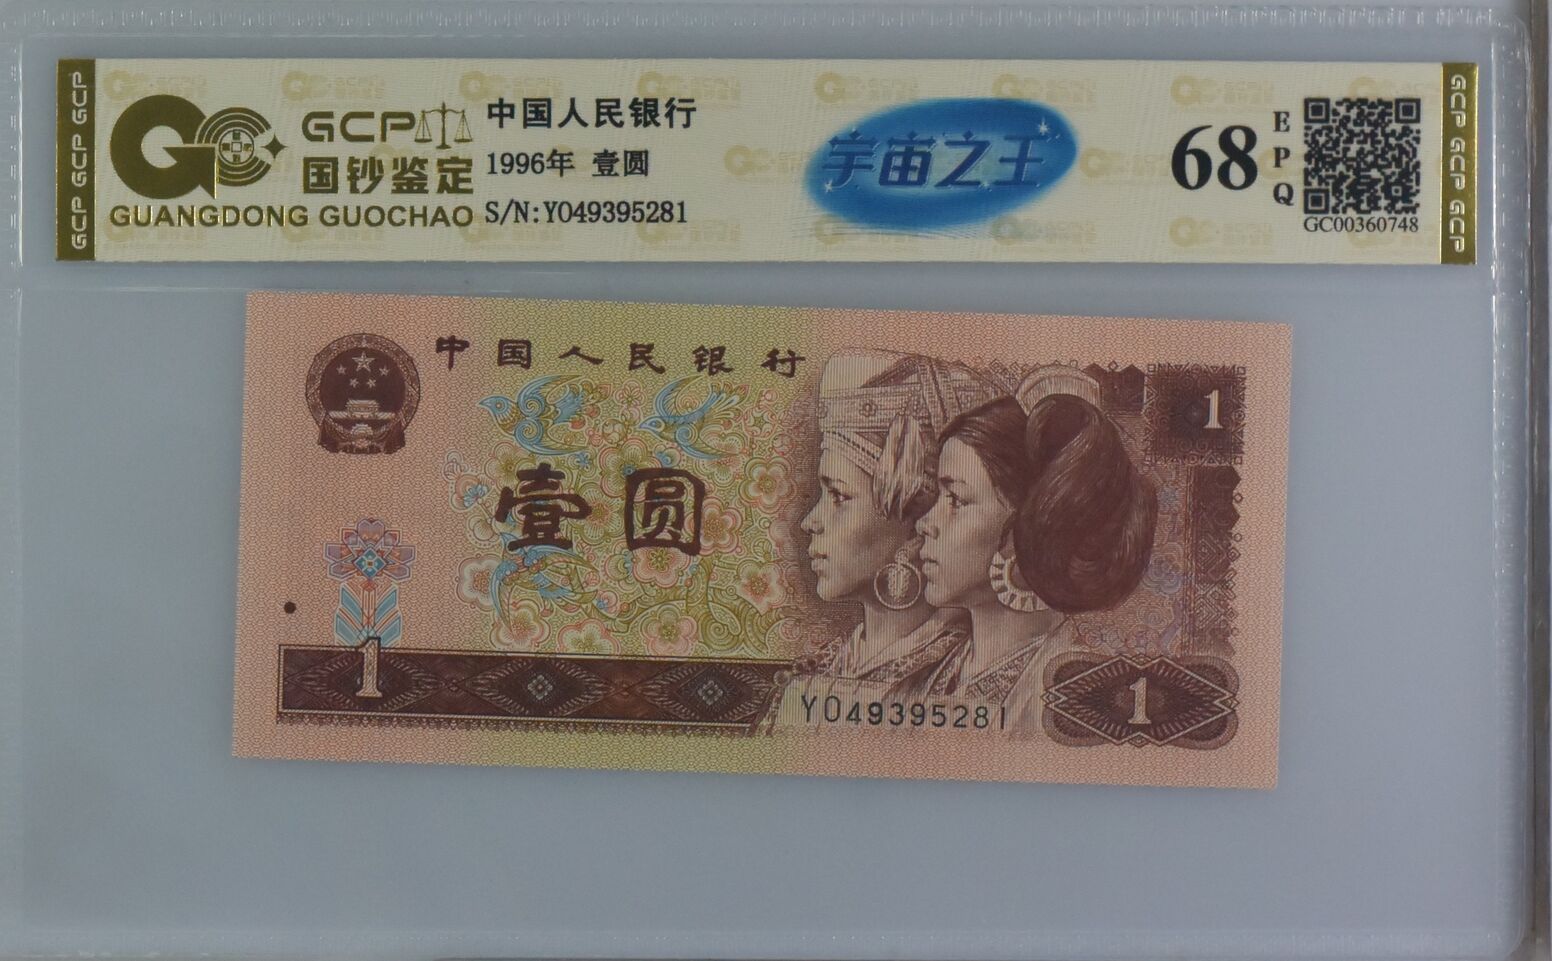 GCP GCP GCP
GCP
国钞鉴定
GUANGDONG GUOCHAO
中国人民银行
1996年 壹圆
S/N:Y049395281
宇宙之王
68
E
P
Q
GC00360748
GCP GCP GCP
中国人民银行
1
壹圆
1
Y049395281
1